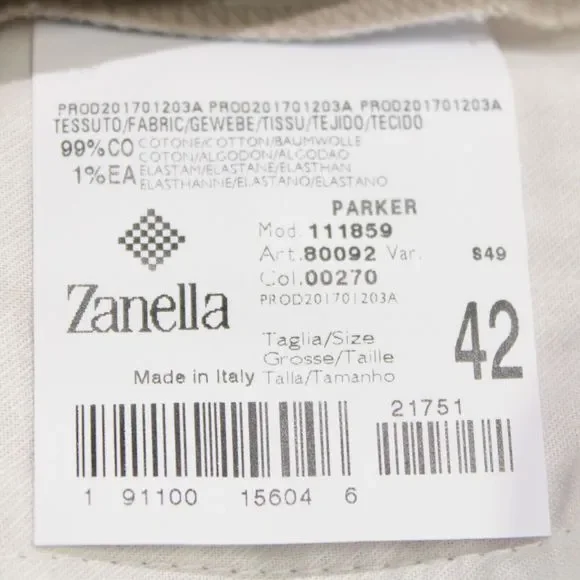 PROD201701203A PROD201701203A PROD201701203A
TESSUTO/FABRIC/GEWEBE/TISSU/TEJIDO/TECIDO
99%CO COTONE/COTTON/BAUMWOLLE
COTON/ALGODON/ALGODAO
1%EA ELASTAM/ELASTANE/ELASTHAN
ELASTHANNE/ELASTANO/ELASTANO
PARKER
Mod. 111859
Art. 80092 Var. S49
Col. 00270
PROD201701203A
Zanella
Taglia/Size
Grosse/Taille
Talla/Tamanho
42
Made in Italy
21751
1 91100 15604 6